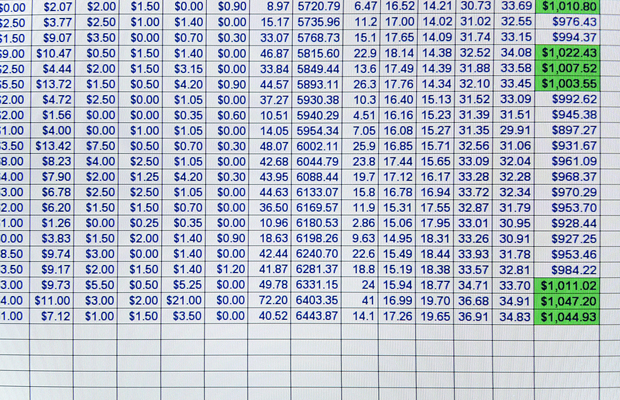 $0.00 $2.07 $2.00 $1.50 $0.00 $0.90 8.97 5720.79 6.47 16.52 14.21 30.73 33.69 $1,010.80
$2.50 $3.72 $2.50 $1.00 $1.40 $0.00 15.17 5735.96 11.2 17.00 14.02 31.02 32.55 $976.43
$1.50 $9.07 $3.50 $0.00 $0.70 $0.30 33.07 5768.73 15.1 17.65 14.09 31.74 33.15 $994.37
$9.00 $10.47 $0.50 $1.50 $1.40 $0.00 46.87 5815.60 22.9 18.14 14.38 32.52 34.08 $1,022.43
$2.50 $4.44 $2.00 $1.50 $3.15 $0.00 33.84 5849.44 13.6 17.49 14.39 31.88 33.58 $1,007.52
$5.50 $13.72 $1.50 $0.50 $4.20 $0.90 44.57 5893.11 26.3 17.76 14.34 32.10 33.45 $1,003.55
$2.00 $4.72 $2.50 $0.00 $1.05 $0.00 37.27 5930.38 10.3 16.40 15.13 31.52 33.09 $992.62
$2.00 $1.56 $0.00 $0.00 $0.35 $0.60 10.51 5940.29 4.51 16.16 15.23 31.39 31.51 $945.38
$1.00 $4.00 $0.00 $1.00 $1.05 $0.00 14.05 5954.34 7.05 16.08 15.27 31.35 29.91 $897.27
$3.50 $13.42 $7.50 $0.50 $0.70 $0.30 48.07 6002.11 25.9 16.85 15.71 32.56 31.06 $931.67
$8.00 $8.23 $4.00 $2.50 $1.05 $0.00 42.68 6044.79 23.8 17.44 15.65 33.09 32.04 $961.09
$4.00 $7.90 $2.00 $1.25 $4.20 $0.30 43.95 6088.44 19.7 17.12 16.17 33.28 32.28 $968.37
$3.00 $6.78 $2.50 $2.50 $1.05 $0.00 44.63 6133.07 15.8 16.78 16.94 33.72 32.34 $970.29
$2.00 $6.20 $1.50 $1.50 $0.70 $0.00 36.50 6169.57 11.9 15.31 17.55 32.87 31.79 $953.70
$1.00 $1.26 $0.00 $0.25 $0.35 $0.00 10.96 6180.53 2.86 15.06 17.95 33.01 30.95 $928.44
0.00 $3.83 $1.50 $2.00 $1.40 $0.90 18.63 6198.26 9.63 14.95 18.31 33.26 30.91 $927.25
8.50 $9.74 $3.00 $0.00 $1.40 $0.00 42.44 6240.70 22.6 15.49 18.44 33.93 31.78 $953.46
3.50 $9.17 $2.00 $1.50 $1.40 $1.20 41.87 6281.37 18.8 15.19 18.38 33.57 32.81 $984.22
3.00 $9.73 $5.50 $0.50 $5.25 $0.00 49.78 6331.15 24 15.94 18.77 34.71 33.70 $1,011.02
4.00 $11.00 $3.00 $2.00 $21.00 $0.00 72.20 6403.35 41 16.99 19.70 36.68 34.91 $1,047.20
1.00 $7.12 $1.00 $1.50 $3.50 $0.00 40.52 6443.87 14.1 17.26 19.65 36.91 34.83 $1,044.93